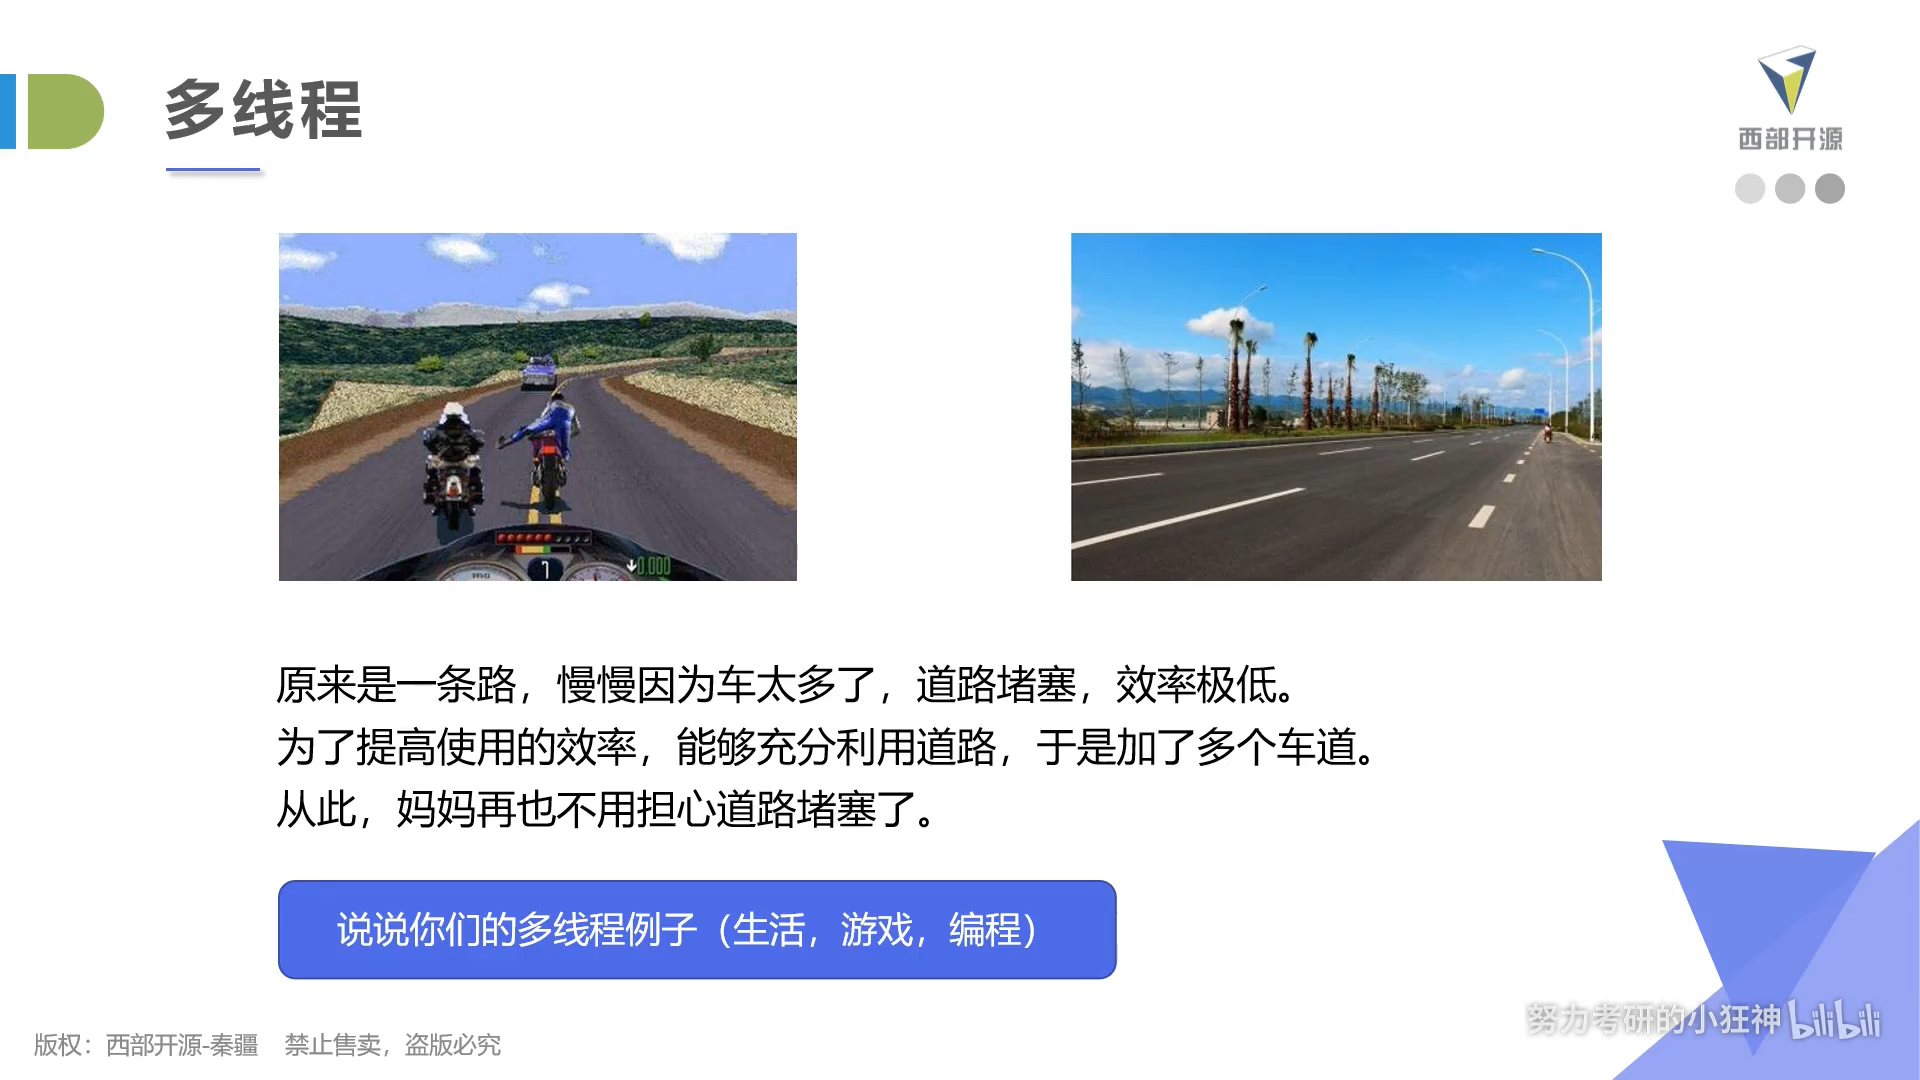 多线程
西部开源
7
0.000
原来是一条路，慢慢因为车太多了，道路堵塞，效率极低。
为了提高使用的效率，能够充分利用道路，于是加了多个车道。
从此，妈妈再也不用担心道路堵塞了。
说说你们的多线程例子（生活，游戏，编程）
努力考研的小狂神 bilibili
版权：西部开源-秦疆 禁止售卖，盗版必究